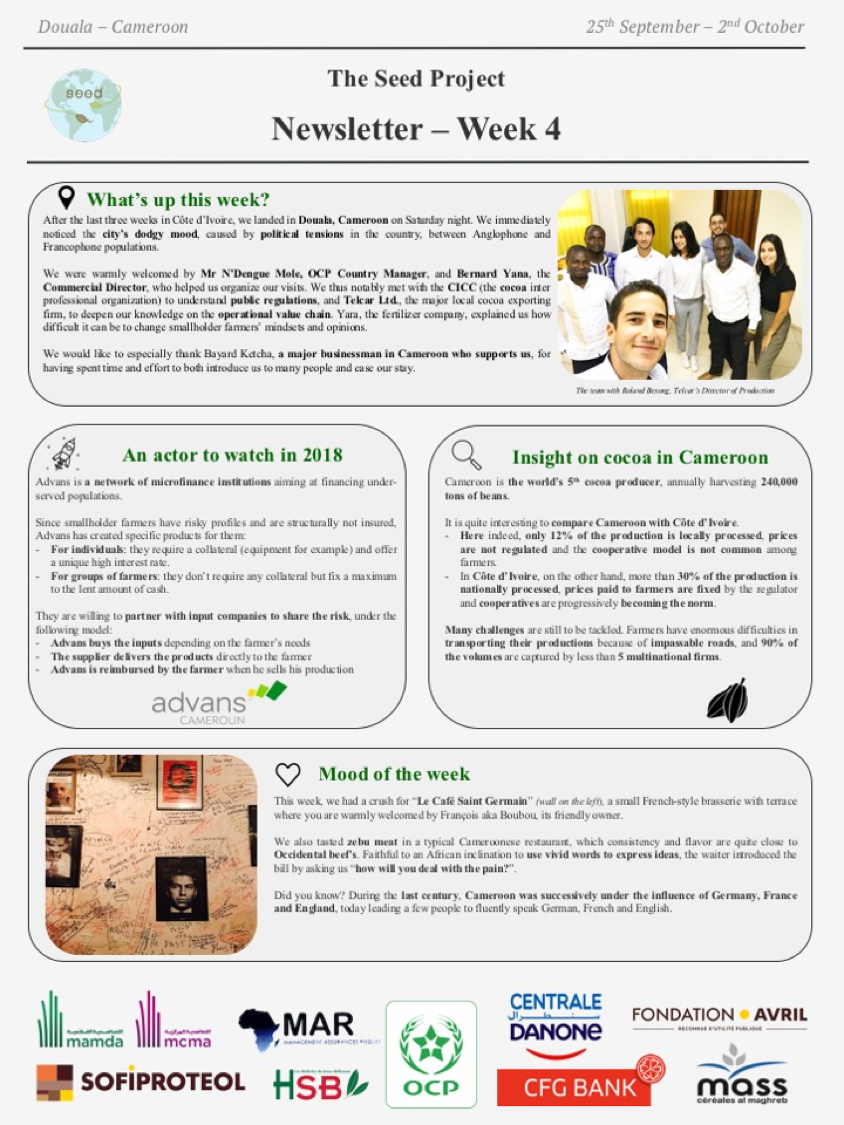 Douala – Cameroon
25th September – 2nd October
seed
The Seed Project
Newsletter – Week 4
What's up this week?
After the last three weeks in Côte d'Ivoire, we landed in Douala, Cameroon on Saturday night. We immediately
noticed the city's dodgy mood, caused by political tensions in the country, between Anglophone and
Francophone populations.
We were warmly welcomed by Mr N'Dengue Mole, OCP Country Manager, and Bernard Yana, the
Commercial Director, who helped us organize our visits. We thus notably met with the CICC (the cocoa inter
professional organization) to understand public regulations, and Telcar Ltd., the major local cocoa exporting
firm, to deepen our knowledge on the operational value chain. Yara, the fertilizer company, explained us how
difficult it can be to change smallholder farmers' mindsets and opinions.
We would like to especially thank Bayard Ketcha, a major businessman in Cameroon who supports us, for
having spent time and effort to both introduce us to many people and ease our stay.
The team with Roland Besong, Telcar's Director of Production
An actor to watch in 2018
Advans is a network of microfinance institutions aiming at financing under-
served populations.
Since smallholder farmers have risky profiles and are structurally not insured,
Advans has created specific products for them:
- For individuals: they require a collateral (equipment for example) and offer
a unique high interest rate.
- For groups of farmers: they don't require any collateral but fix a maximum
to the lent amount of cash.
They are willing to partner with input companies to share the risk, under the
following model:
- Advans buys the inputs depending on the farmer's needs
- The supplier delivers the products directly to the farmer
- Advans is reimbursed by the farmer when he sells his production
advans
CAMEROUN
Insight on cocoa in Cameroon
Cameroon is the world's 5th cocoa producer, annually harvesting 240,000
tons of beans.
It is quite interesting to compare Cameroon with Côte d'Ivoire.
- Here indeed, only 12% of the production is locally processed, prices
are not regulated and the cooperative model is not common among
farmers.
- In Côte d'Ivoire, on the other hand, more than 30% of the production is
nationally processed, prices paid to farmers are fixed by the regulator
and cooperatives are progressively becoming the norm.
Many challenges are still to be tackled. Farmers have enormous difficulties in
transporting their productions because of impassable roads, and 90% of
the volumes are captured by less than 5 multinational firms.
Mood of the week
This week, we had a crush for "Le Café Saint Germain" (wall on the left), a small French-style brasserie with terrace
where you are warmly welcomed by François aka Boubou, its friendly owner.
We also tasted zebu meat in a typical Cameroonese restaurant, which consistency and flavor are quite close to
Occidental beef's. Faithful to an African inclination to use vivid words to express ideas, the waiter introduced the
bill by asking us "how will you deal with the pain?".
Did you know? During the last century, Cameroon was successively under the influence of Germany, France
and England, today leading a few people to fluently speak German, French and English.
mamda
mcma
MAR
MANAGEMENT ASSURANCES
OCP
CENTRALE
سنطرال
DANONE
FONDATION AVRIL
RECONNUE D'UTILITÉ PUBLIQUE
SOFIPROTEOL
HSB
CFG BANK
mass
céréales al maghreb